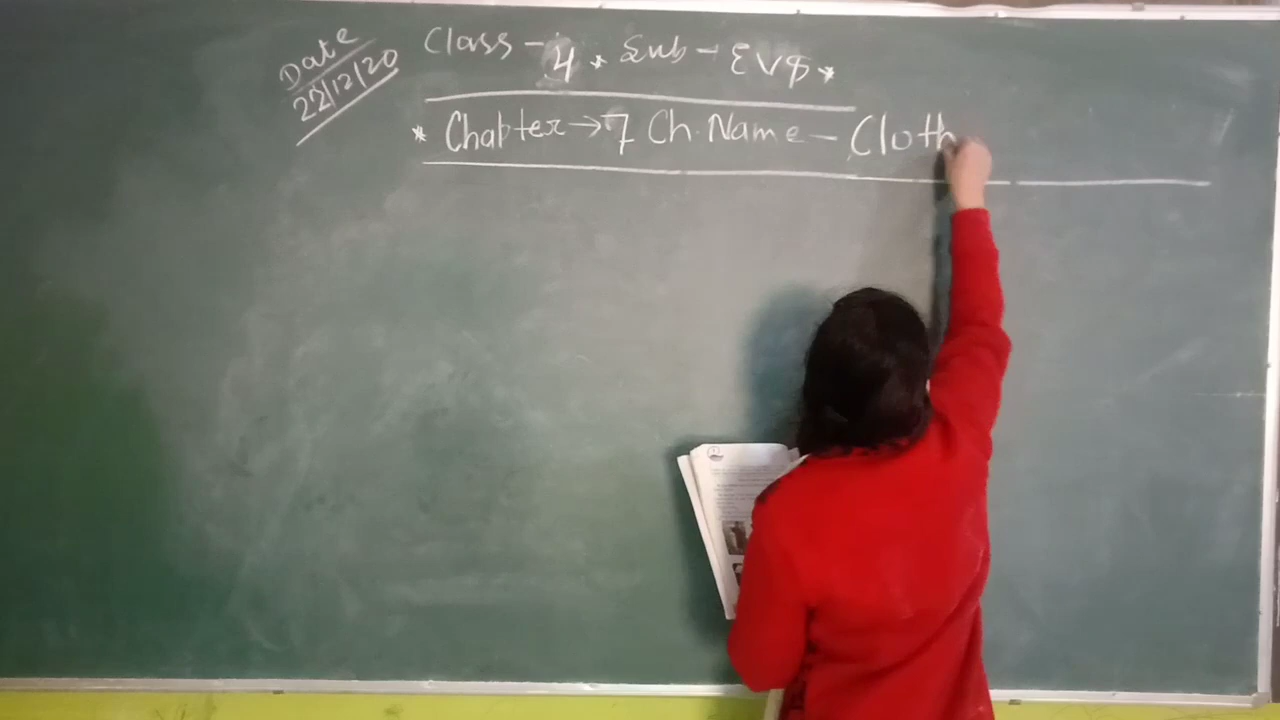 Date
22/12/20
Class - 4 * Sub - EVS *
* Chapter → 7 Ch. Name - Cloth